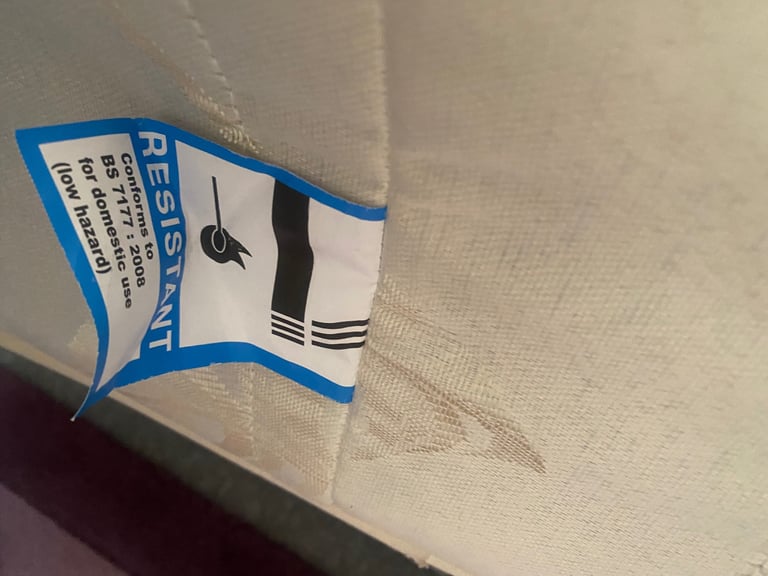 RESISTANT
Conforms to
BS 7177 : 2008
for domestic use
(low hazard)